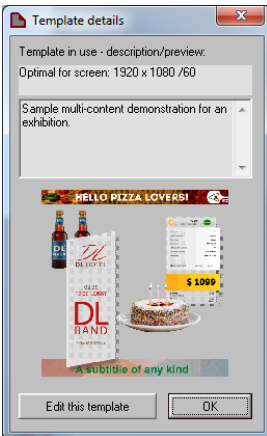 Template details
Template in use - description/preview:
Optimal for screen: 1920 x 1080 /60
Sample multi-content demonstration for an
exhibition.
HELLO PIZZA LOVERS!
DL
DL
BAND
$ 1099
A subtitle of any kind
Edit this template
OK